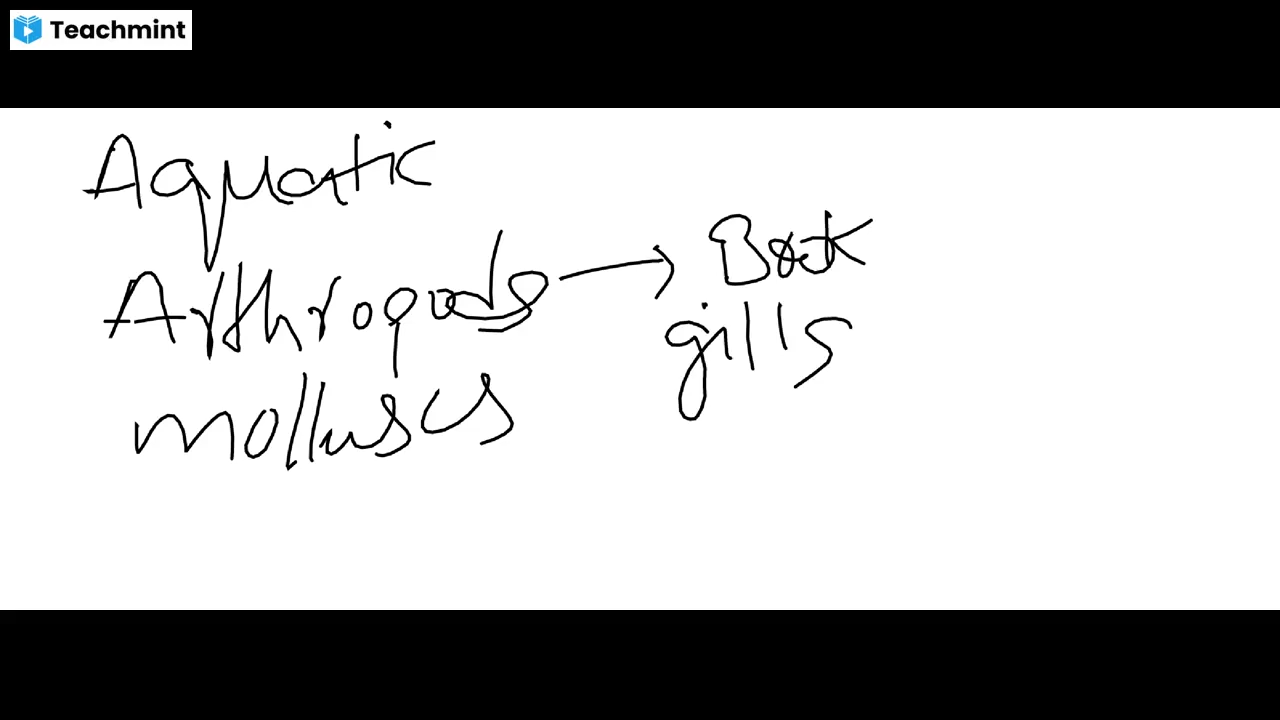 Teachmint
Aquatic
Arthropods → Book
gills
molluscs